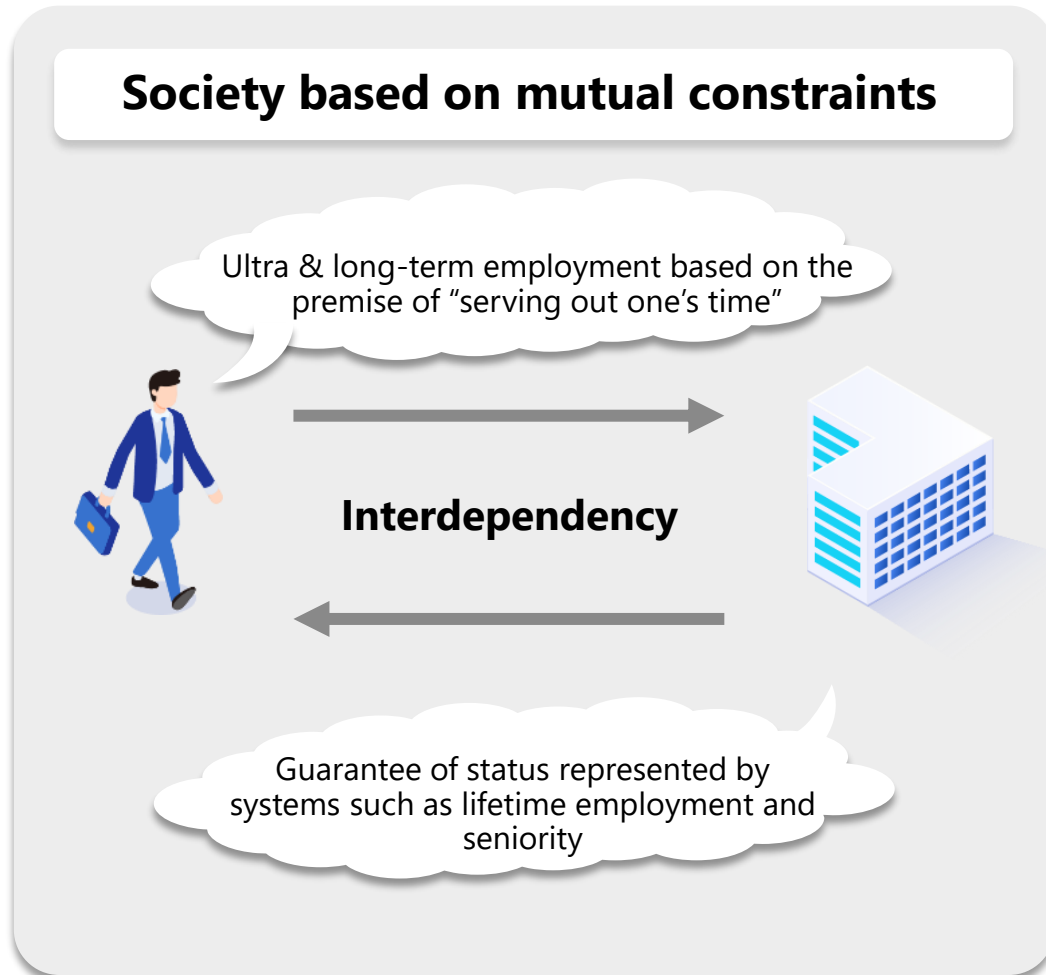 Society based on mutual constraints
Ultra & long-term employment based on the
premise of “serving out one’s time”
Interdependency
Guarantee of status represented by
systems such as lifetime employment and
seniority